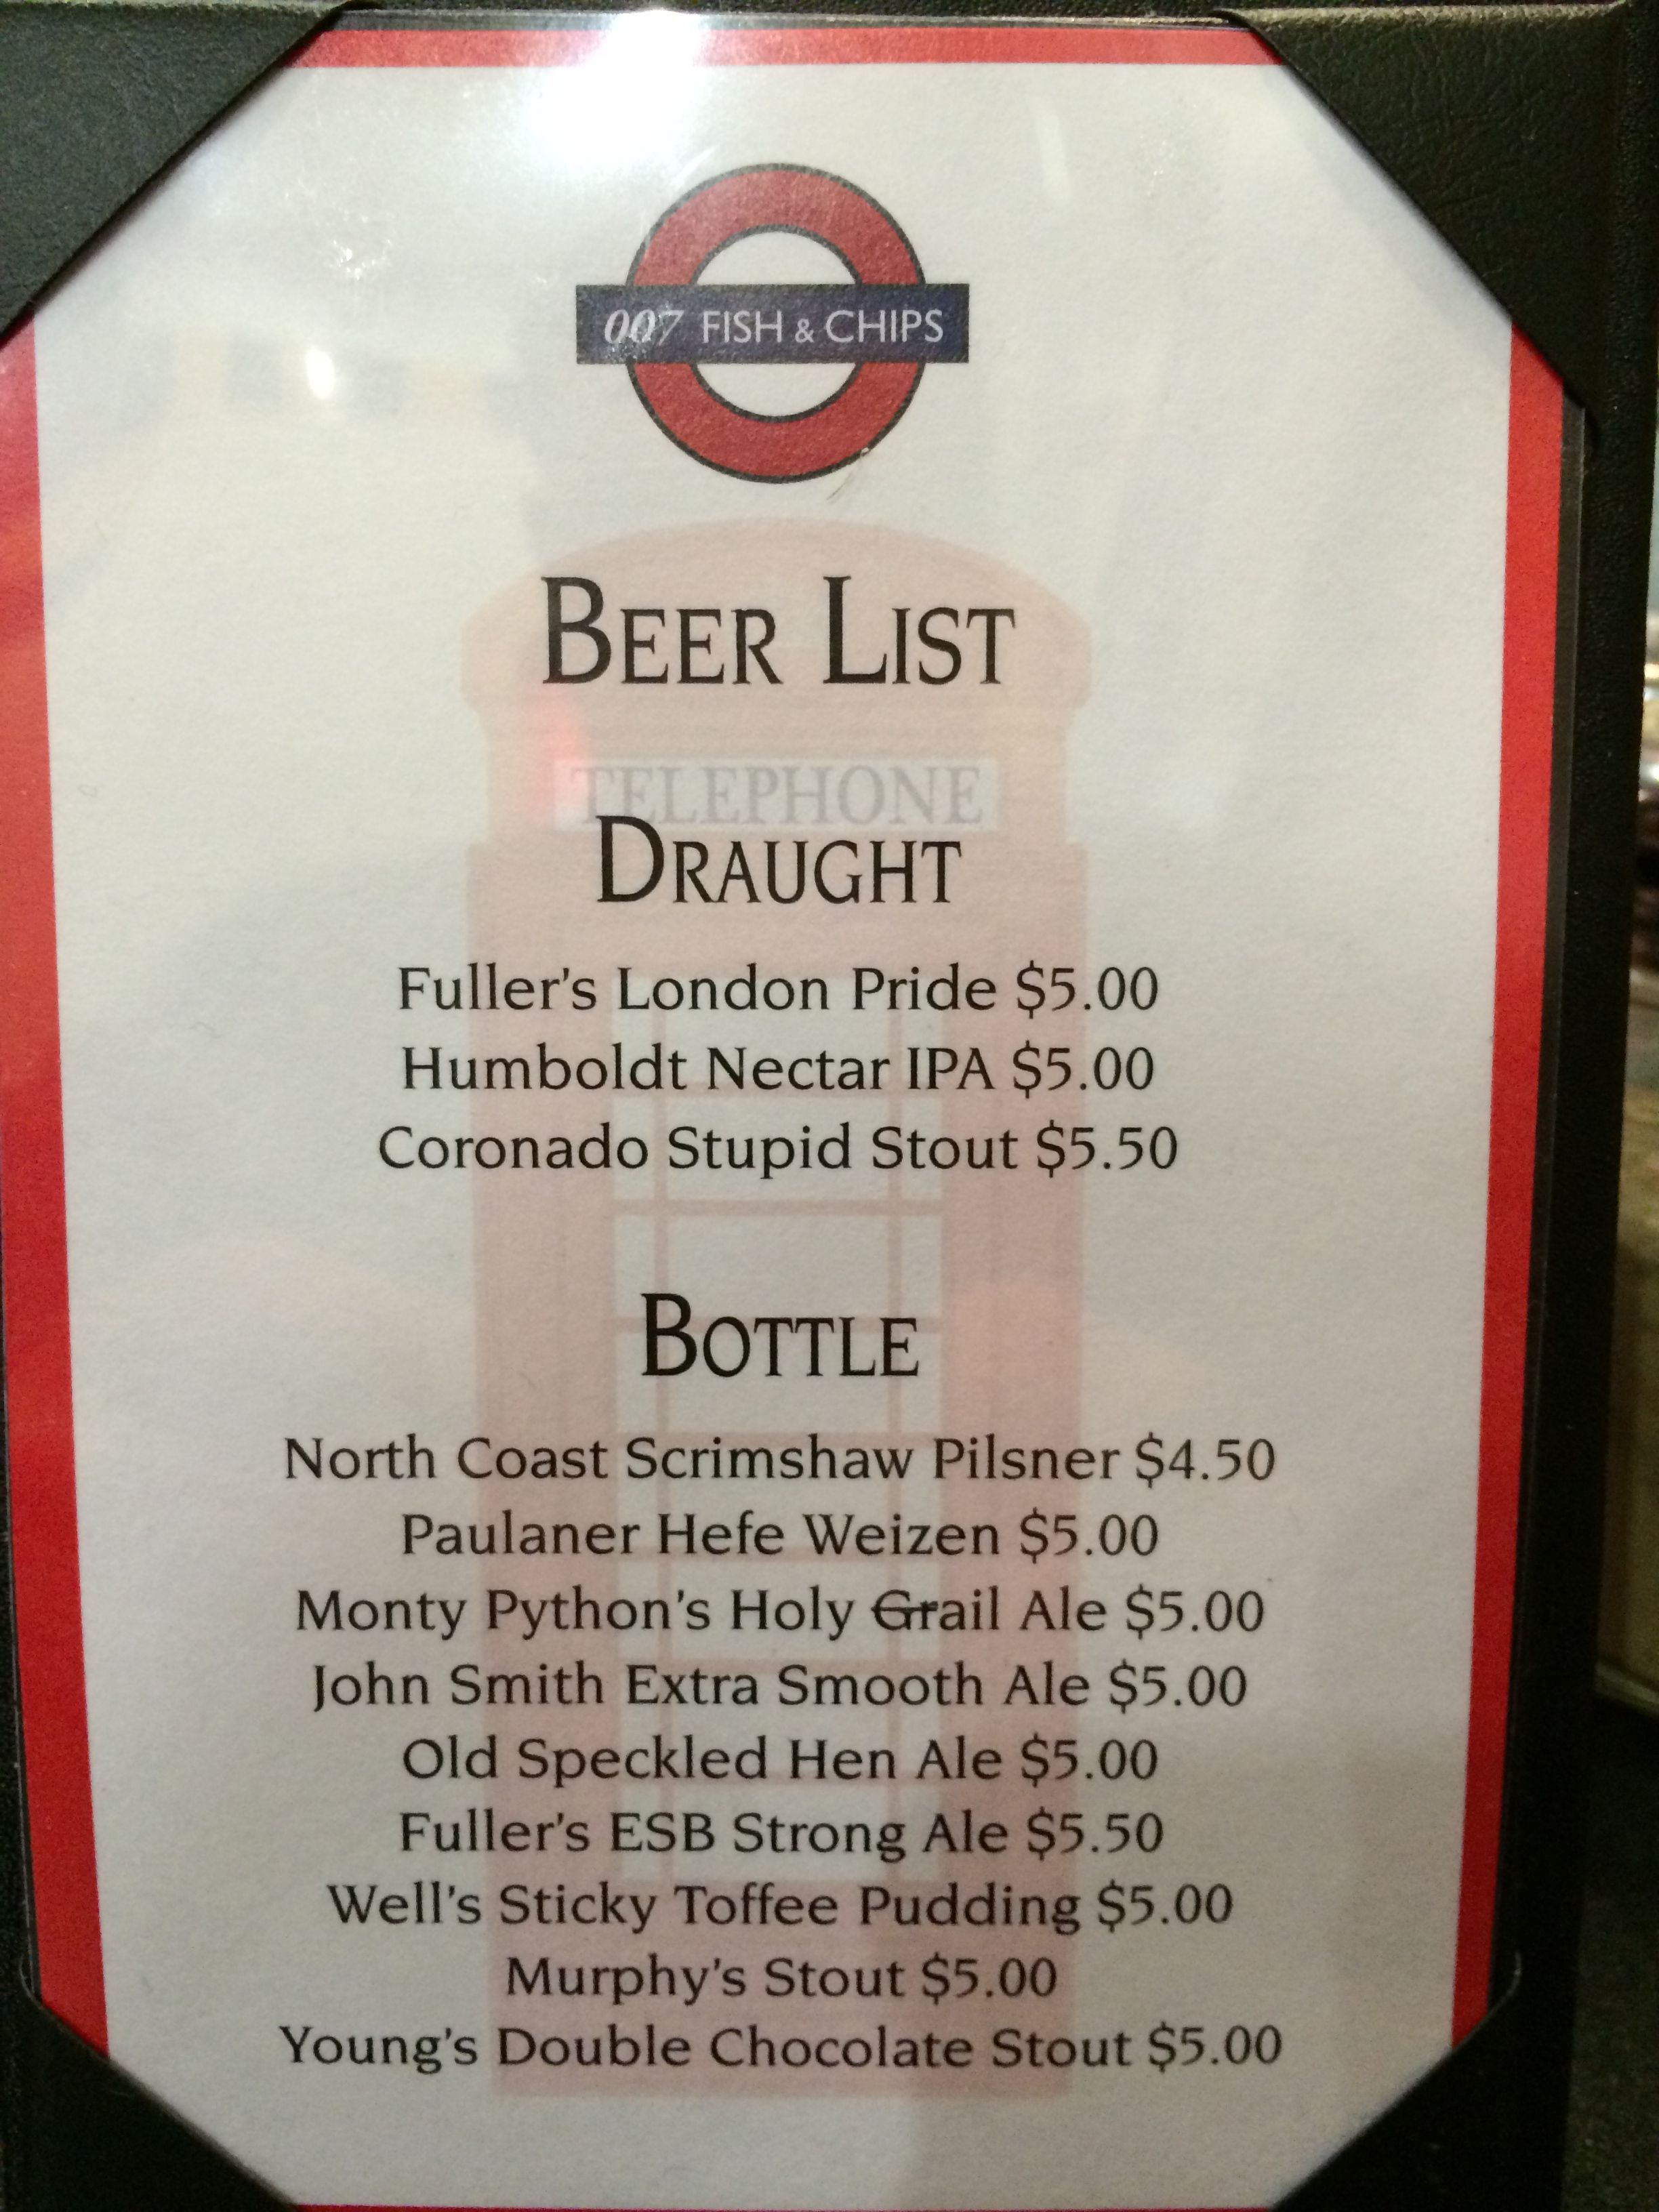 007 FISH & CHIPS
BEER LIST
TELEPHONE
DRAUGHT
Fuller's London Pride $5.00
Humboldt Nectar IPA $5.00
Coronado Stupid Stout $5.50
BOTTLE
North Coast Scrimshaw Pilsner $4.50
Paulaner Hefe Weizen $5.00
Monty Python's Holy Grail Ale $5.00
John Smith Extra Smooth Ale $5.00
Old Speckled Hen Ale $5.00
Fuller's ESB Strong Ale $5.50
Well's Sticky Toffee Pudding $5.00
Murphy's Stout $5.00
Young's Double Chocolate Stout $5.00